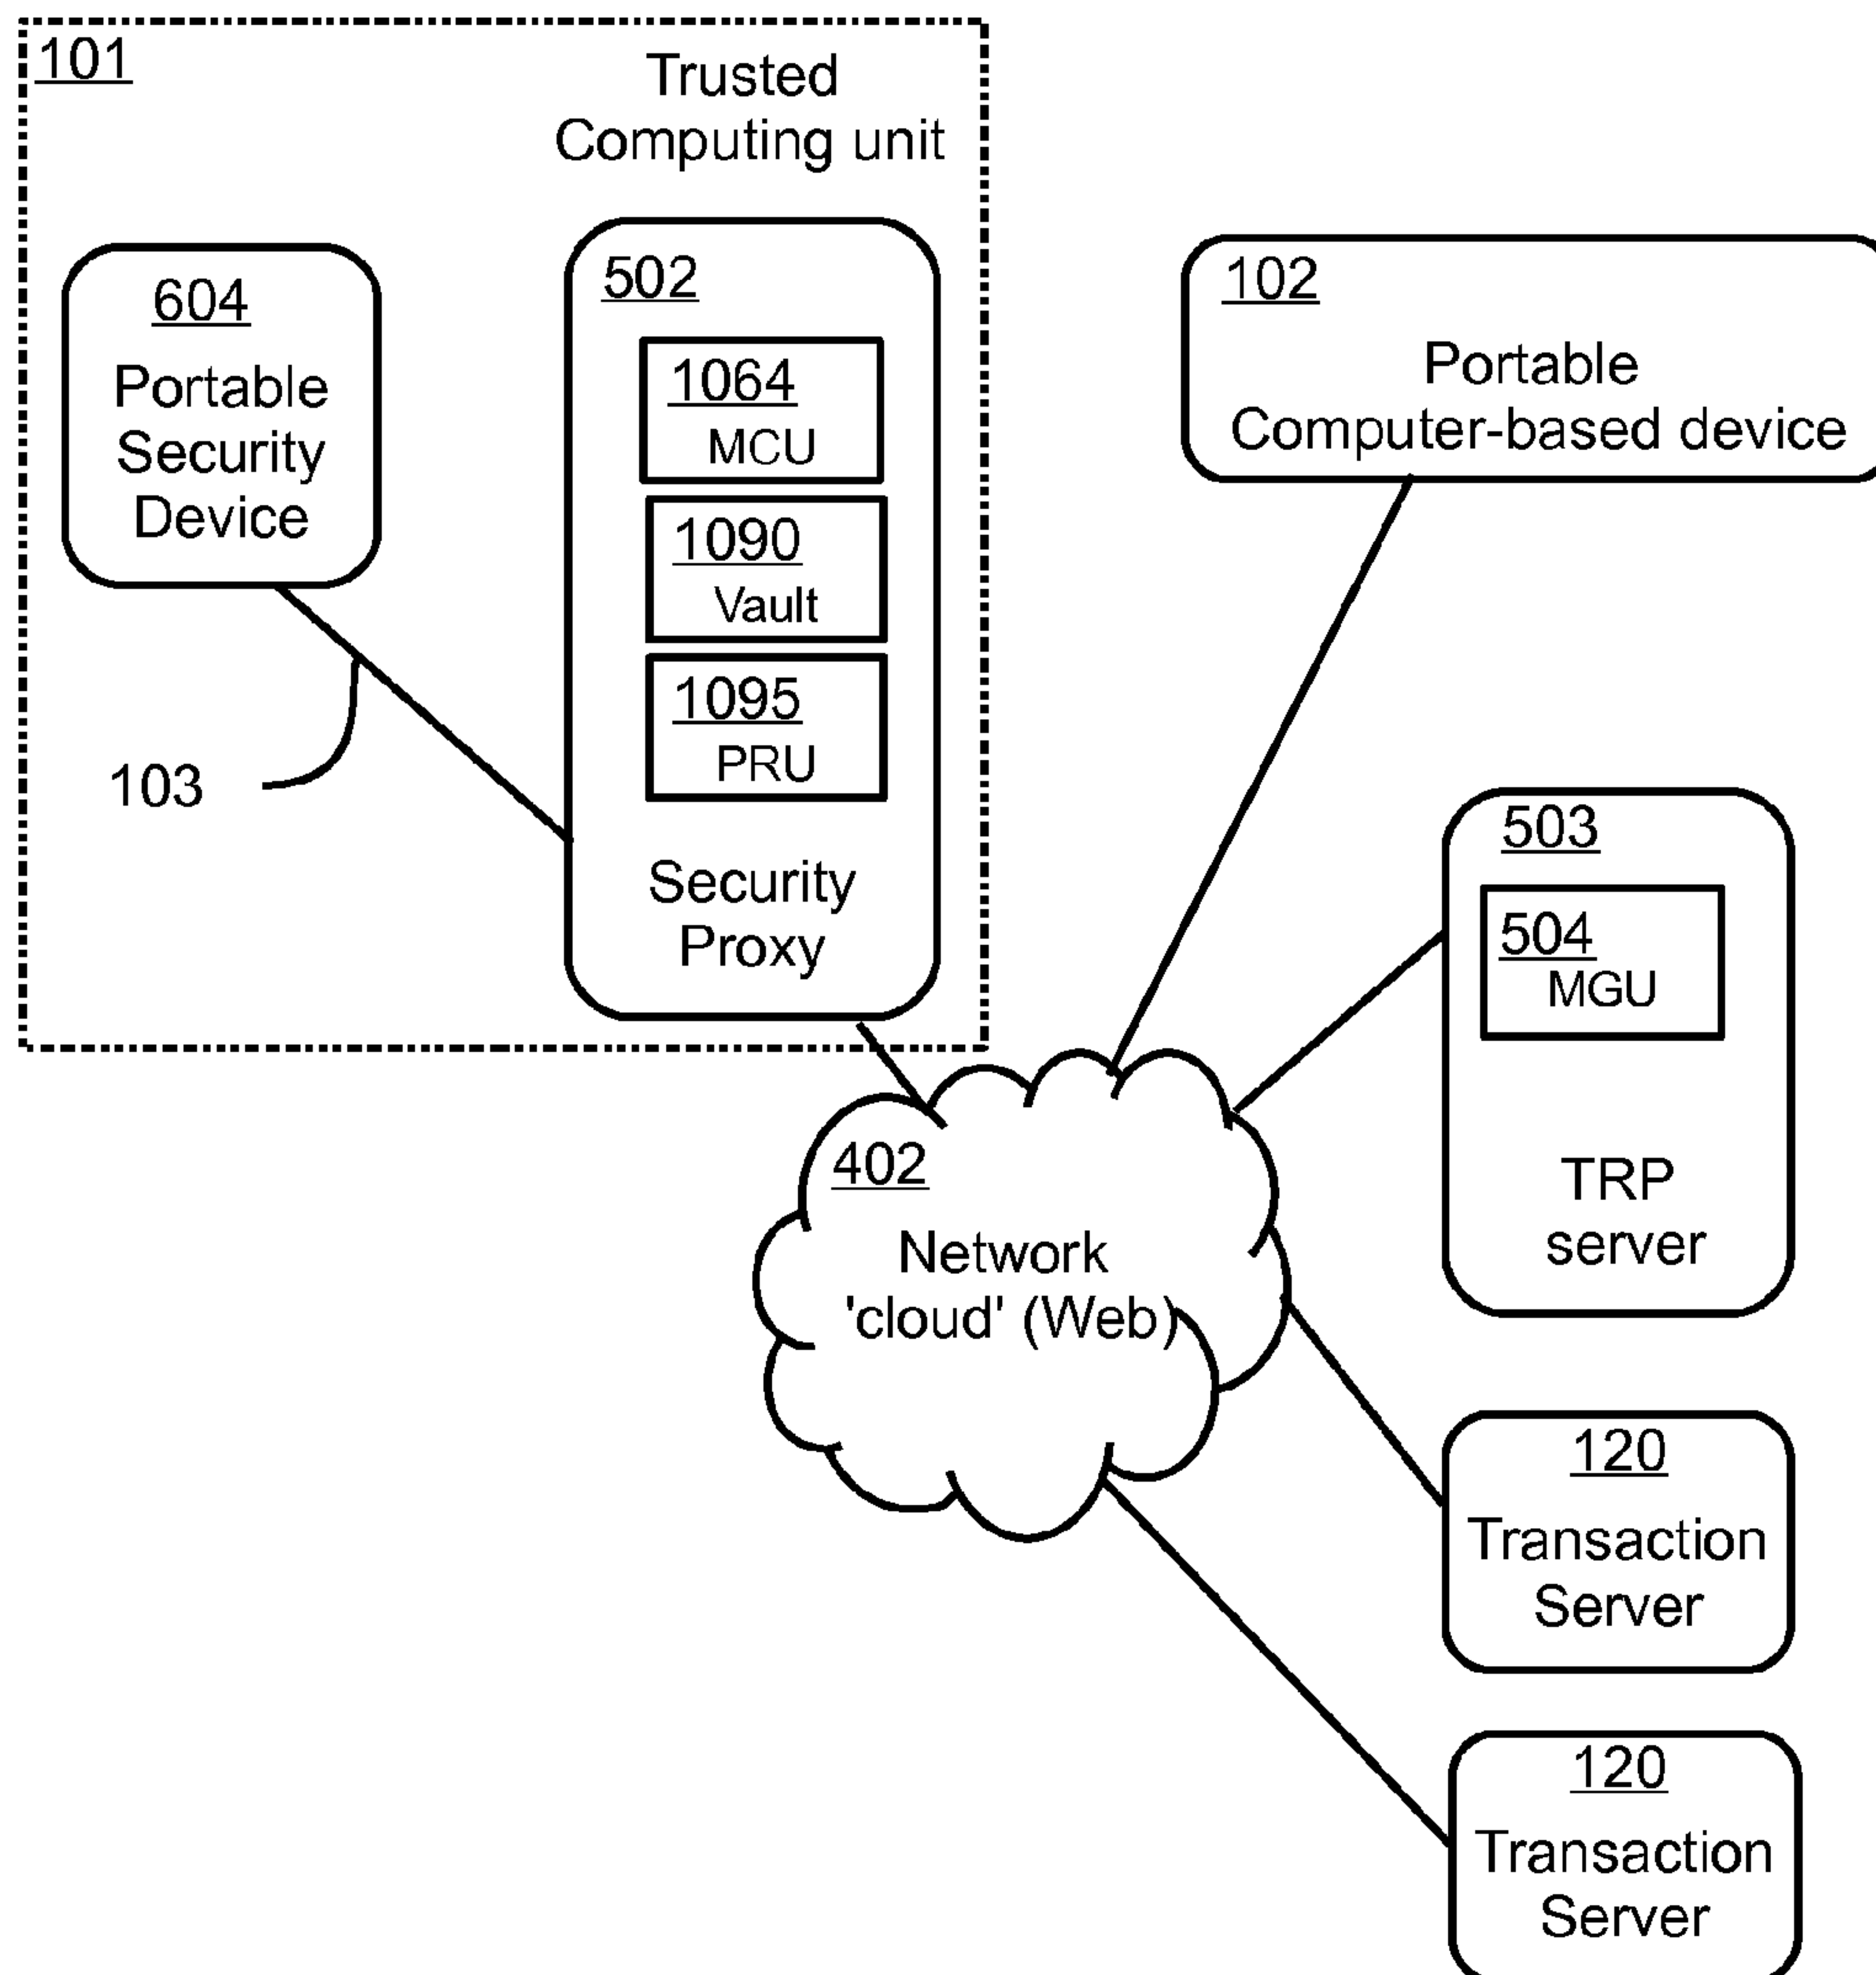 101
Trusted
Computing unit
604
Portable
Security
Device
502
1064
MCU
1090
Vault
1095
PRU
Security
Proxy
103
102
Portable
Computer-based device
503
504
MGU
TRP
server
402
Network
'cloud' (Web)
120
Transaction
Server
120
Transaction
Server